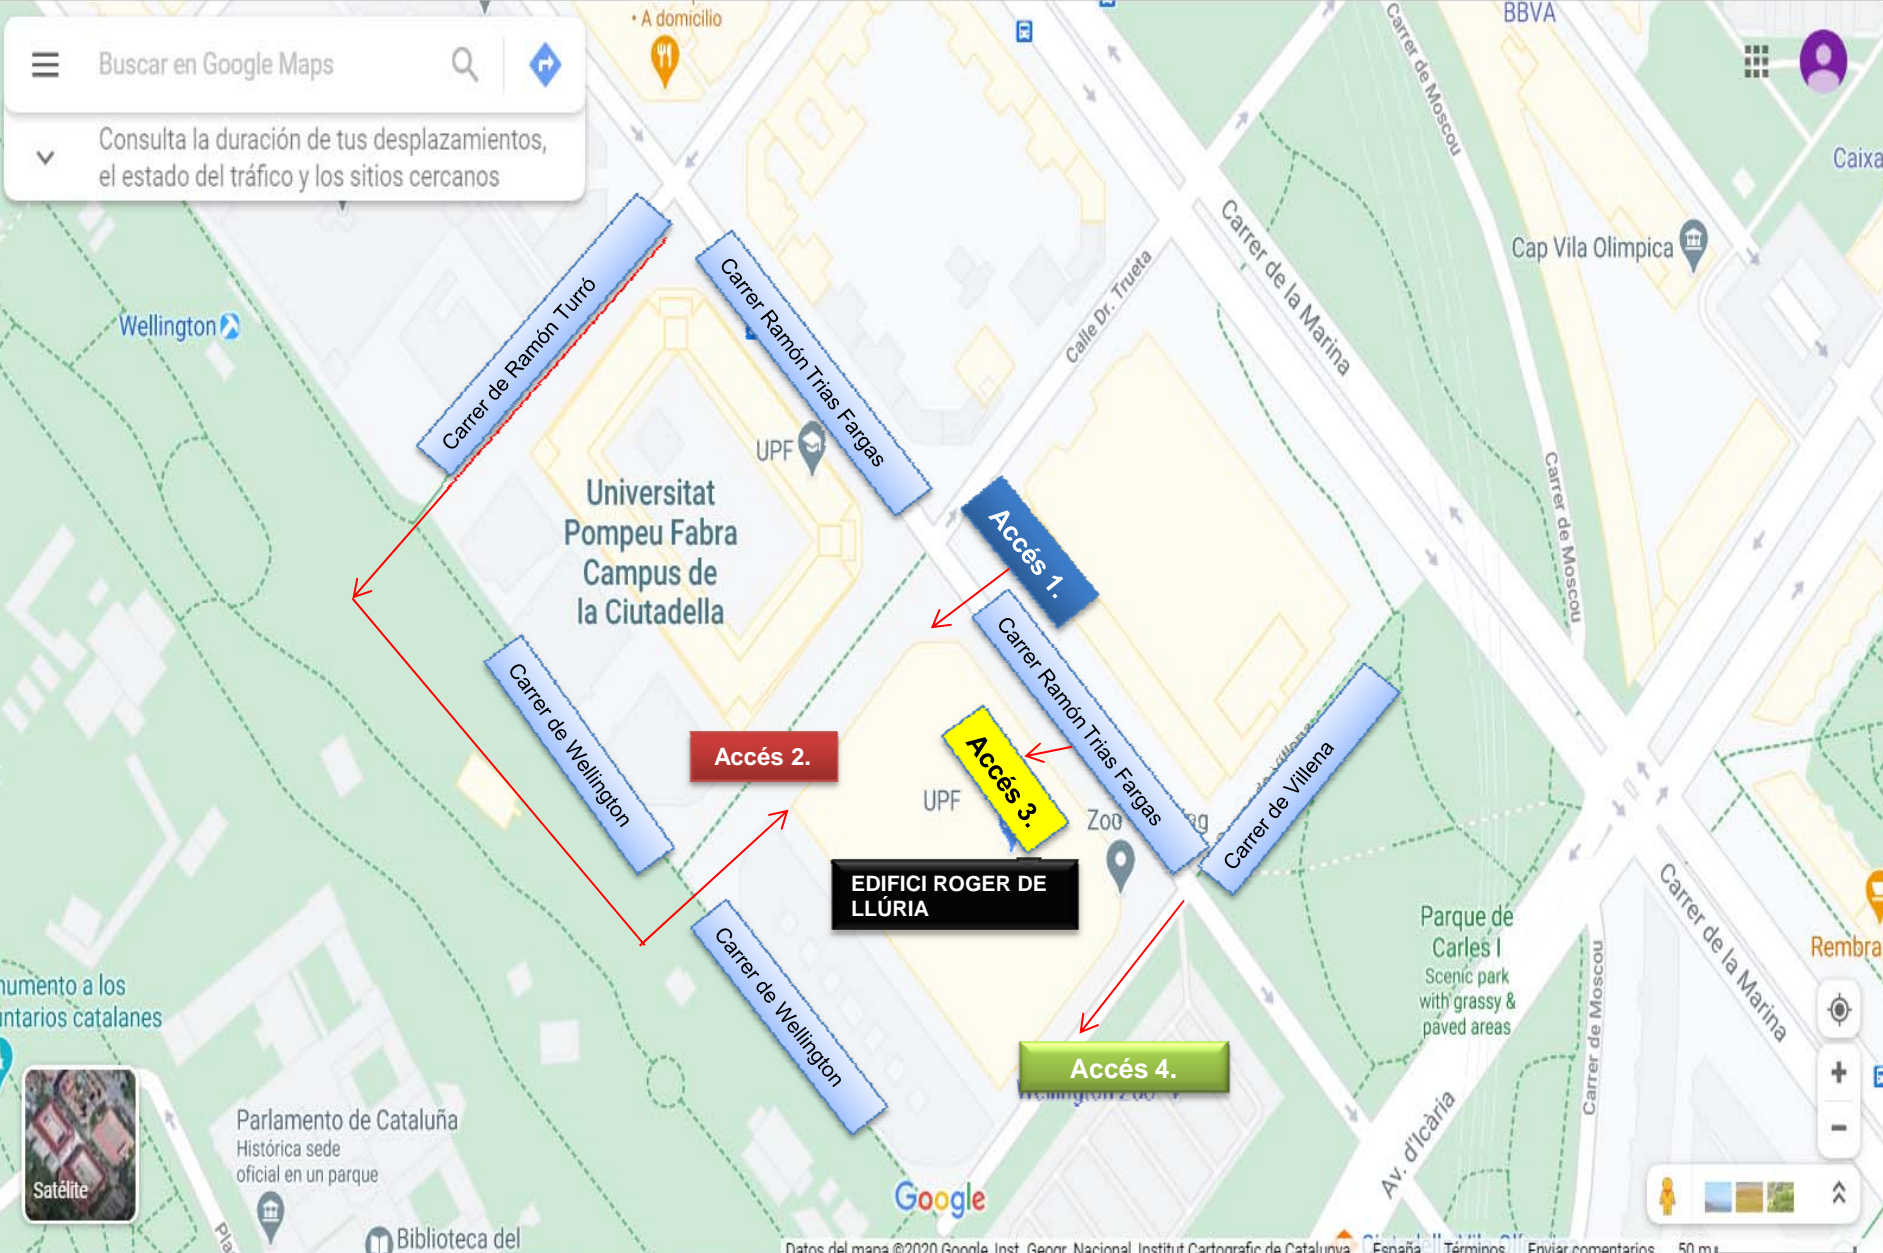 • A domicilio
BBVA
Buscar en Google Maps
Consulta la duración de tus desplazamientos,
el estado del tráfico y los sitios cercanos
Carrer de Moscou
Caixa
Cap Vila Olimpica
Carrer de la Marina
Calle Dr. Trueta
Wellington
Carrer de Ramón Turró
Carrer Ramón Trias Fargas
UPF
Universitat
Pompeu Fabra
Campus de
la Ciutadella
Accés 1.
Carrer de Moscou
Carrer Ramón Trias Fargas
Carrer de Wellington
Accés 2.
Accés 3.
Carrer de Villena
UPF
Zoo
EDIFICI ROGER DE
LLÚRIA
Carrer de Wellington
Parque de
Carles I
Scenic park
with grassy &
paved areas
Carrer de la Marina
Rembra
Carrer de Moscou
numento a los
ntarios catalanes
Accés 4.
Wellington Zoo
Av. d'Icària
Parlamento de Cataluña
Histórica sede
oficial en un parque
Satélite
Google
Biblioteca del
Datos del mapa ©2020 Google, Inst. Geogr. Nacional, Institut Cartografic de Catalunya España Términos Enviar comentarios 50 m